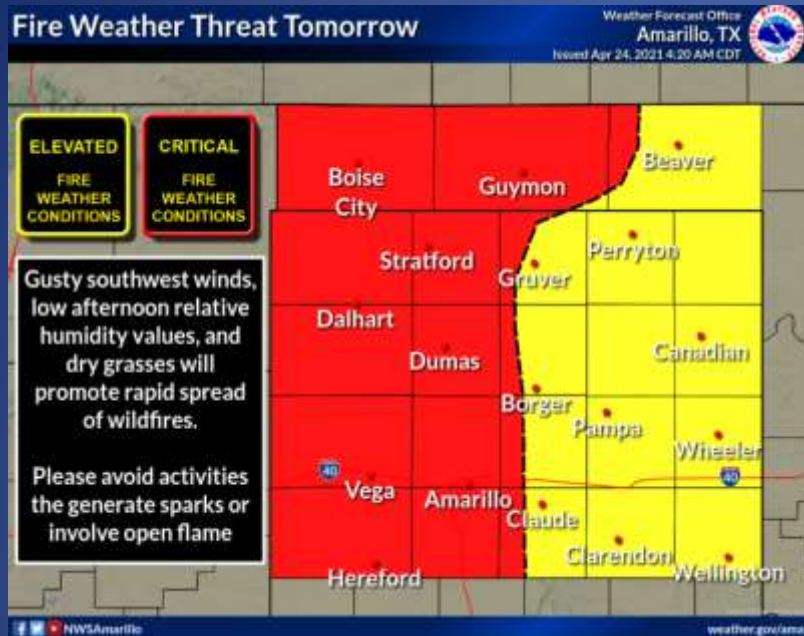 Fire Weather Threat Tomorrow
Weather Forecast Office
Amarillo, TX
Issued Apr 24, 2021 4:20 AM CDT
ELEVATED
FIRE
WEATHER
CONDITIONS
CRITICAL
FIRE
WEATHER
CONDITIONS
Gusty southwest winds,
low afternoon relative
humidity values, and
dry grasses will
promote rapid spread
of wildfires.
Please avoid activities
the generate sparks or
involve open flame
Boise
City
Guymon
Beaver
Stratford
Gruver
Perryton
Dalhart
Dumas
Canadian
Borger
Pampa
Wheeler
40
Vega
Amarillo
40
Claude
Clarendon
Hereford
Wellington
NWSAmarillo
weather.gov/ama